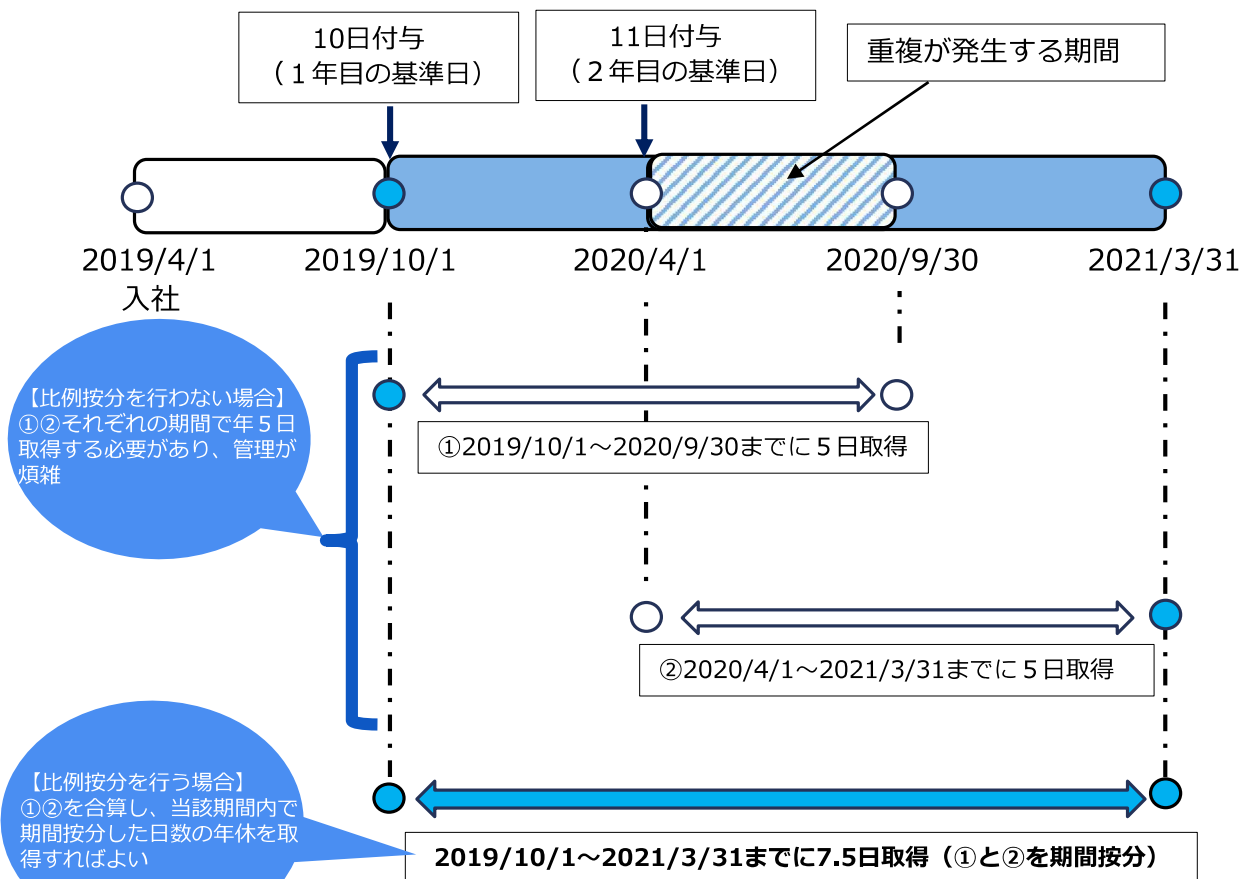 10日付与
（１年目の基準日）
11日付与
（２年目の基準日）
重複が発生する期間
2019/4/1
入社
2019/10/1
2020/4/1
2020/9/30
2021/3/31
【比例按分を行わない場合】
①②それぞれの期間で年５日
取得する必要があり、管理が
煩雑
①2019/10/1～2020/9/30までに５日取得
②2020/4/1～2021/3/31までに５日取得
【比例按分を行う場合】
①②を合算し、当該期間内で
期間按分した日数の年休を取
得すればよい
2019/10/1～2021/3/31までに7.5日取得（①と②を期間按分）